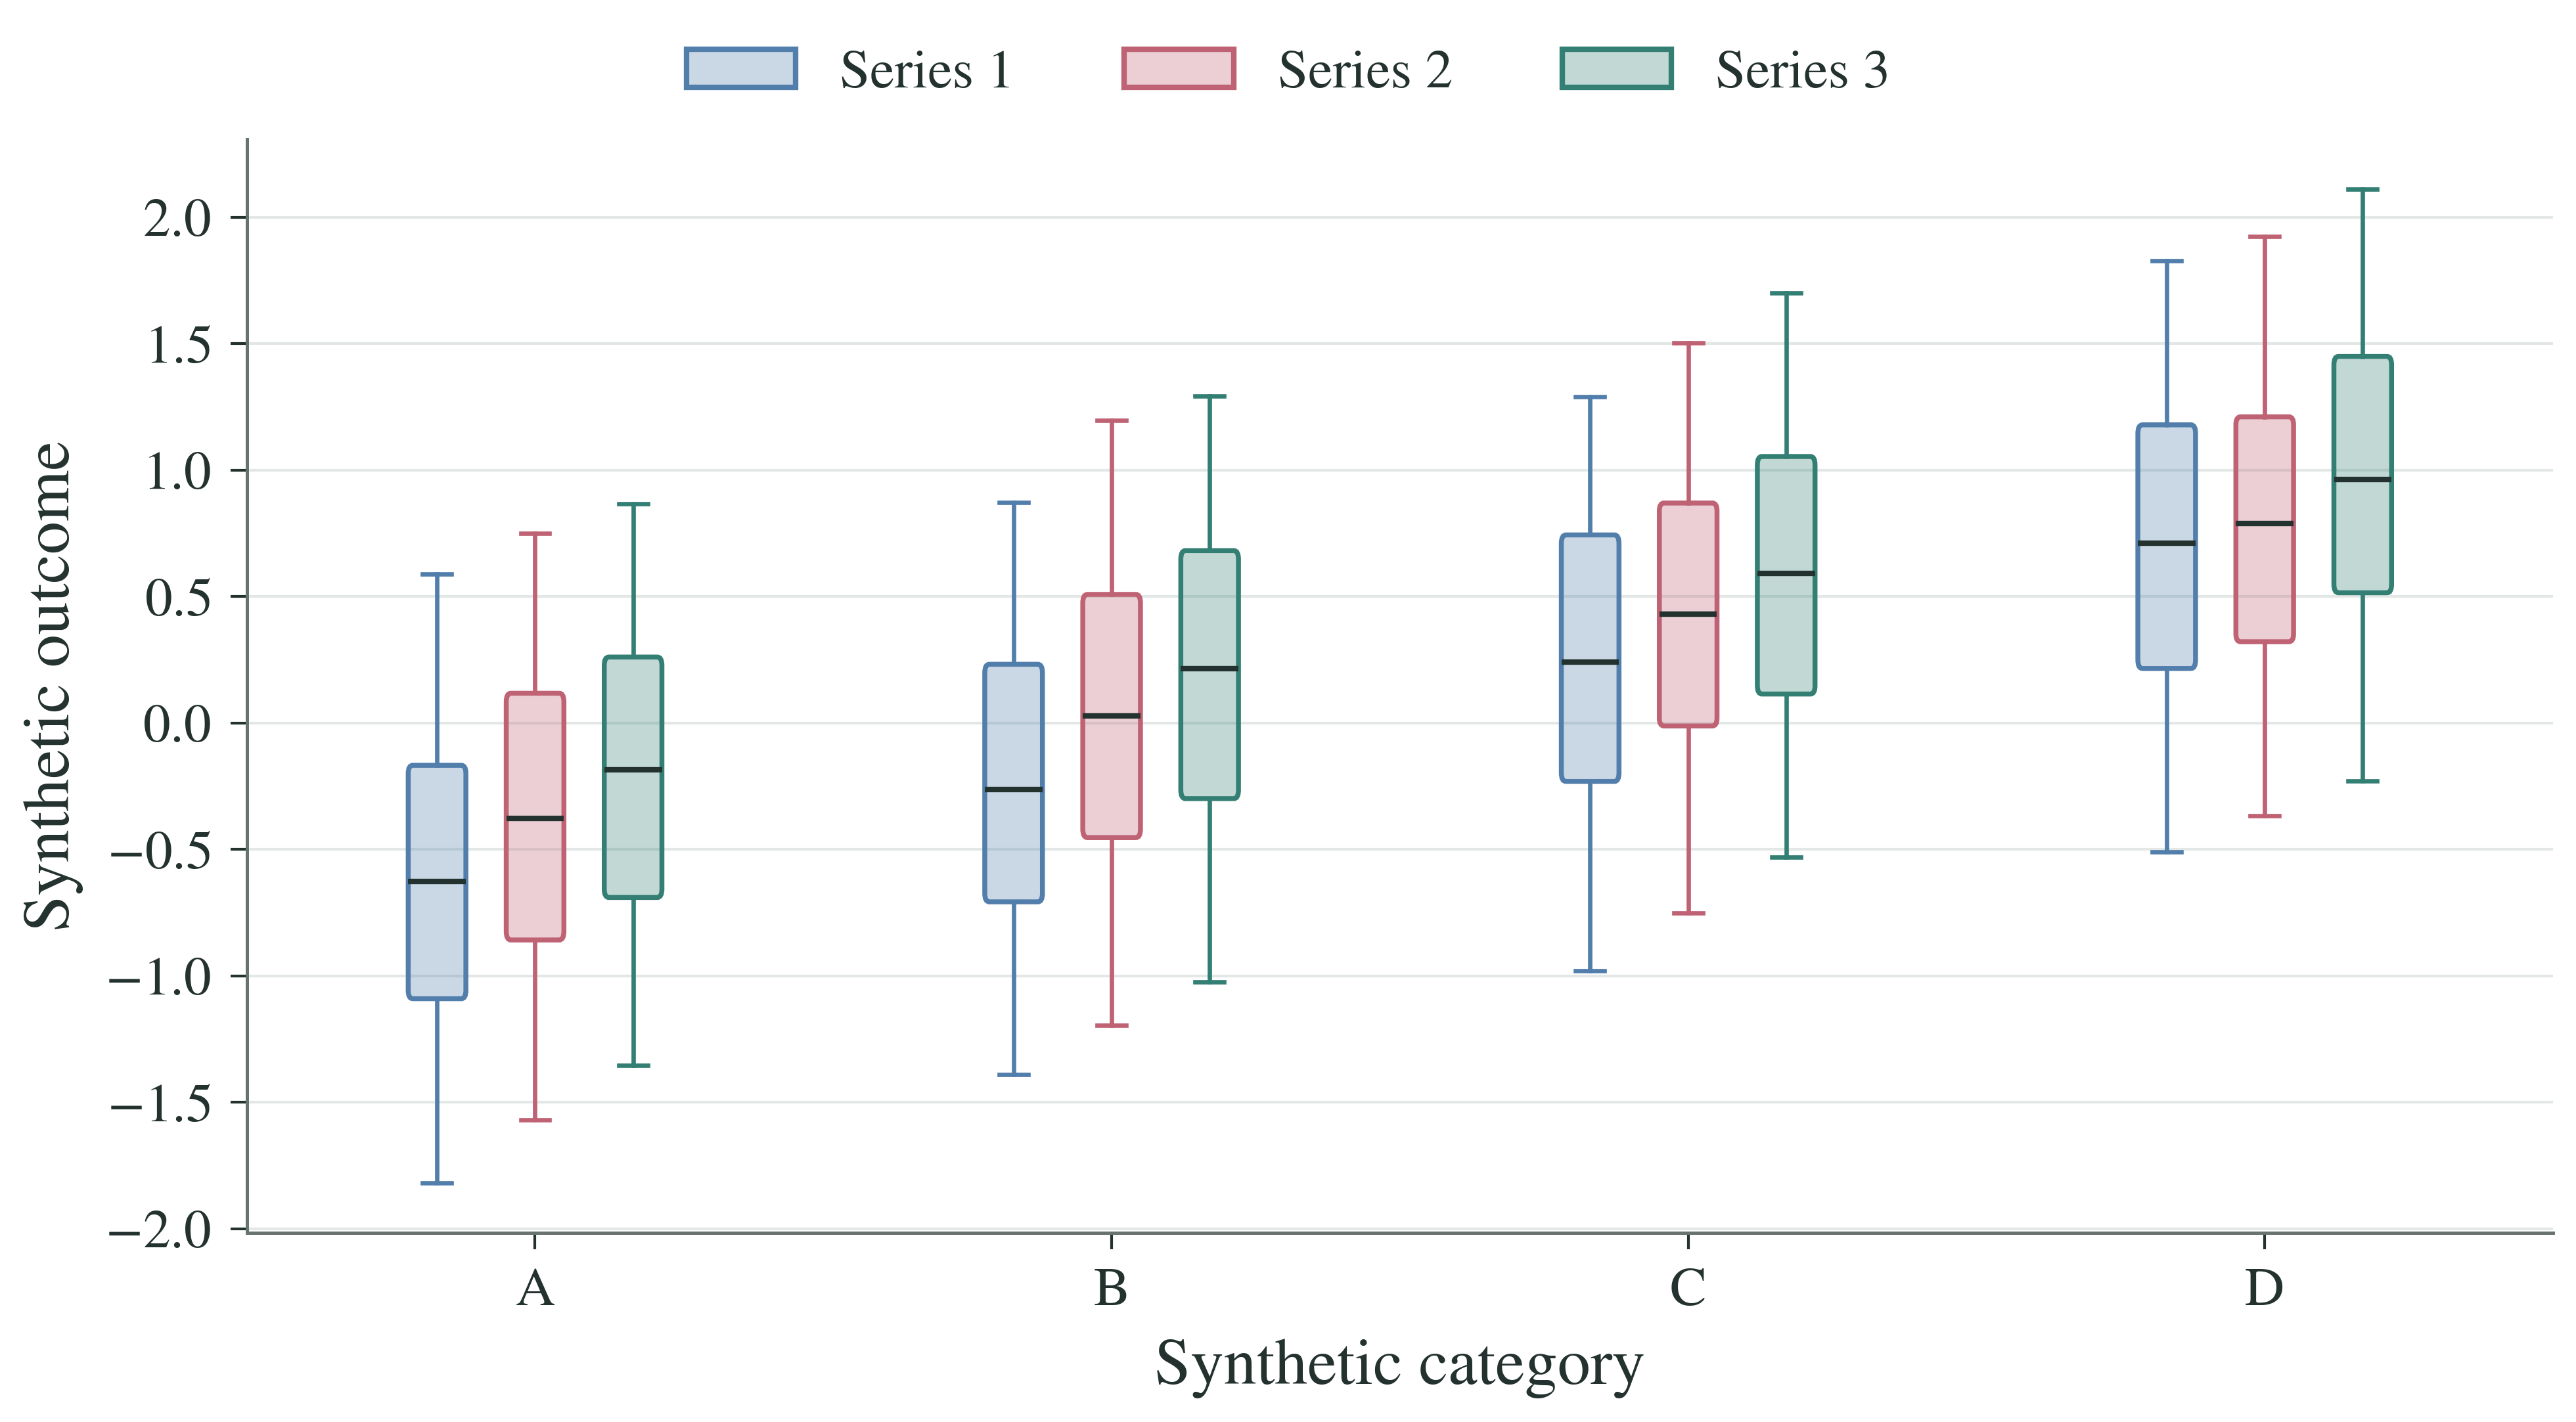 Series 1 Series 2 Series 3
Synthetic outcome
2.0
1.5
1.0
0.5
0.0
−0.5
−1.0
−1.5
−2.0
A B C D
Synthetic category